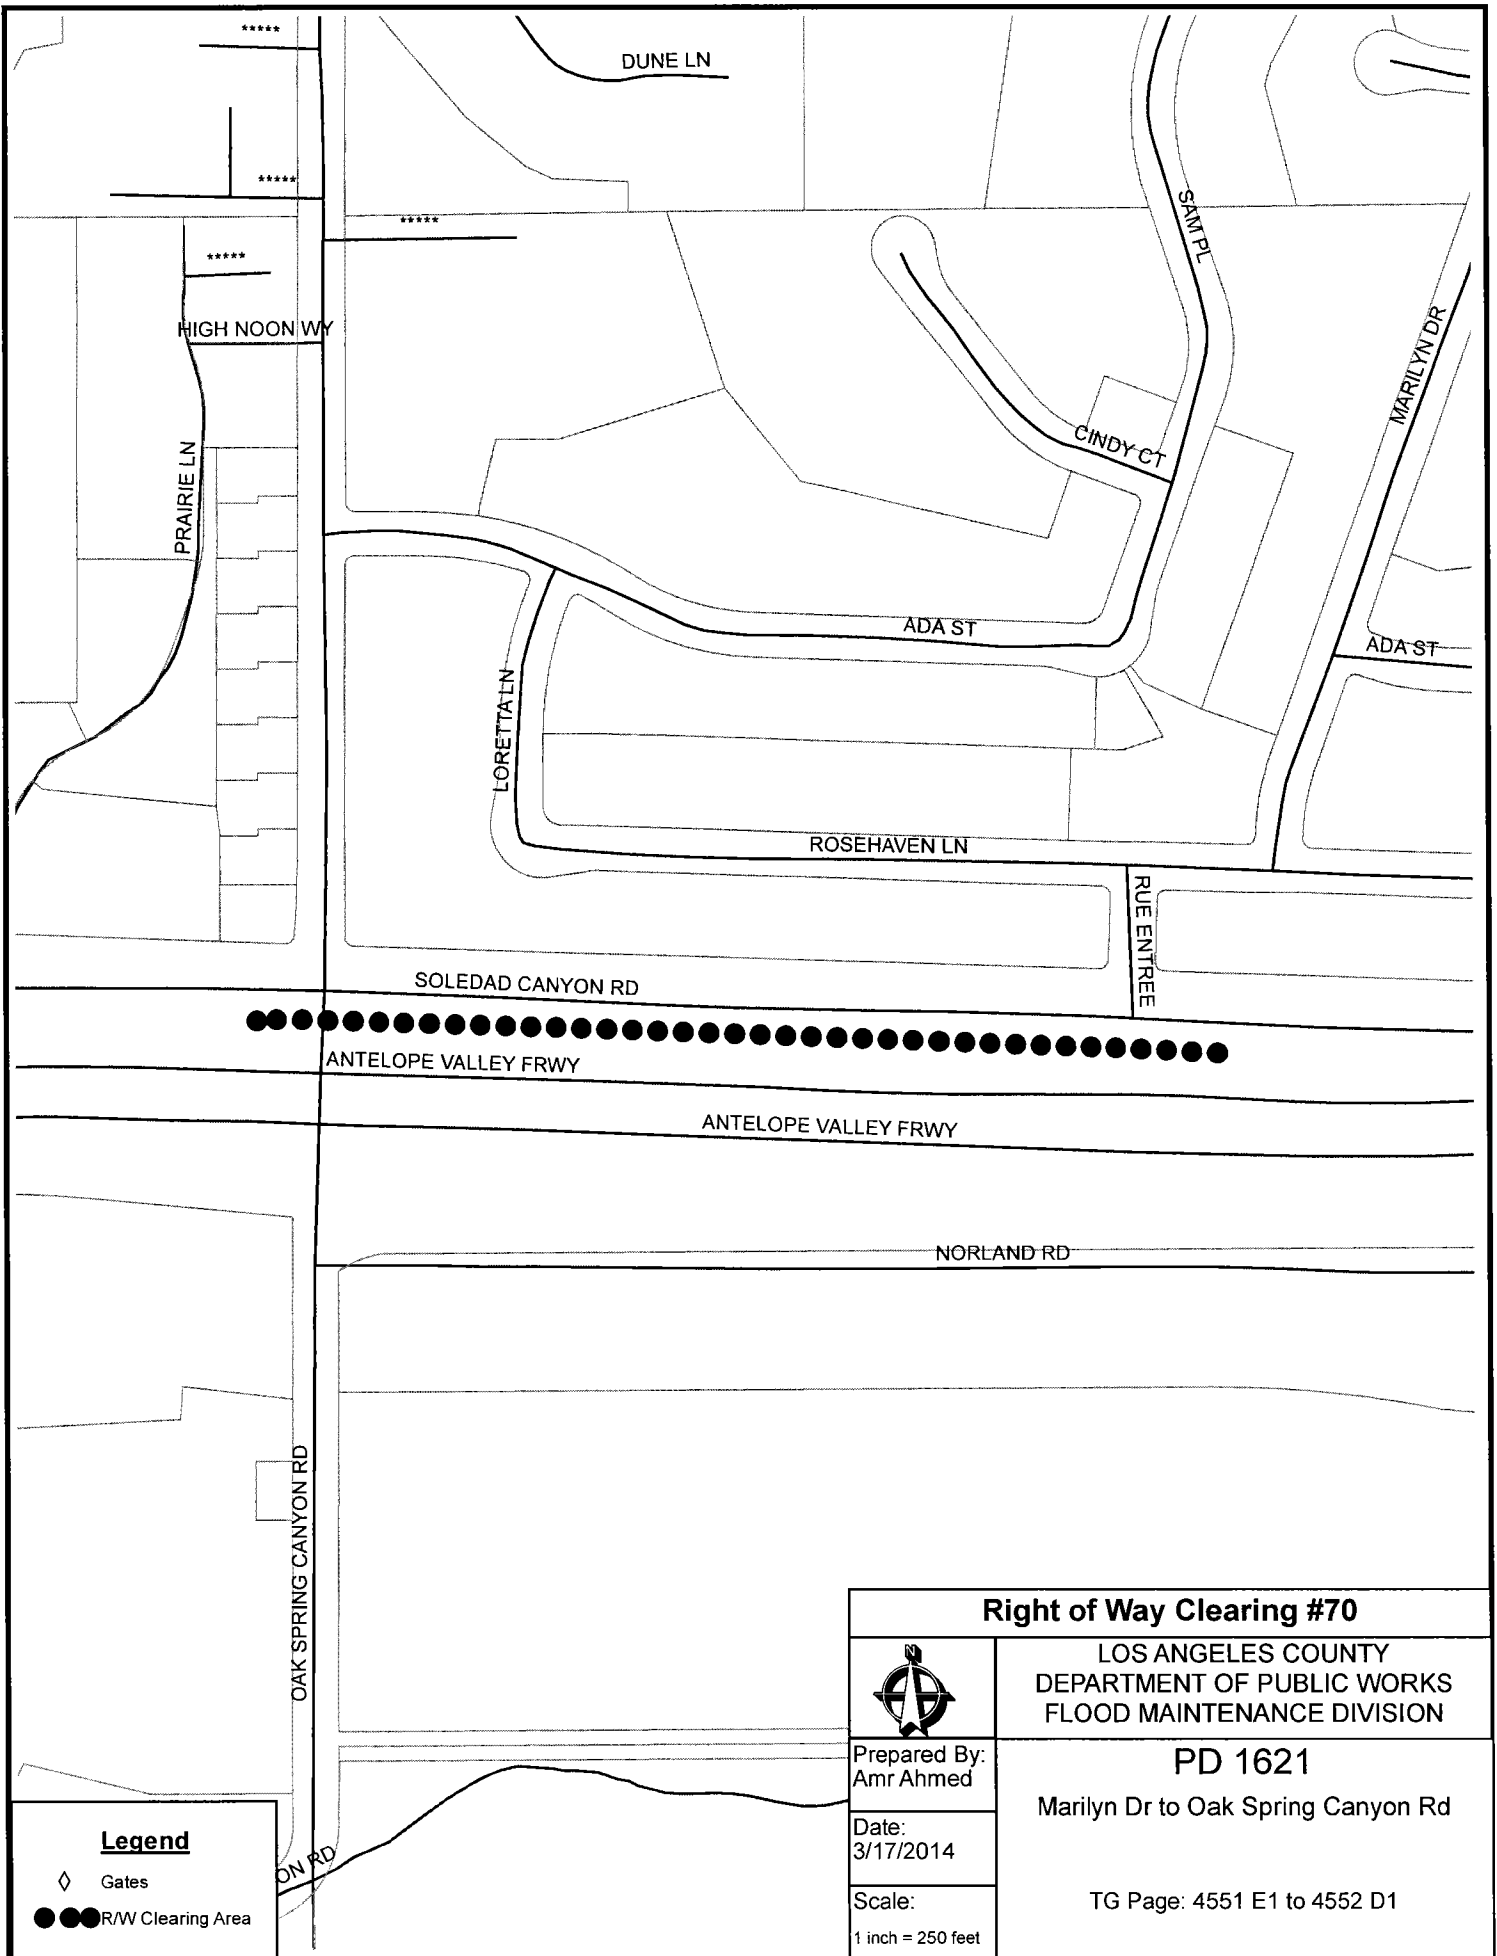 *****
DUNE LN
*****
*****
SAM PL
*****
HIGH NOON WY
MARILYN DR
CINDY CT
PRAIRIE LN
ADA ST
ADA ST
LORETTA LN
ROSEHAVEN LN
RUE ENTREE
SOLEDAD CANYON RD
ANTELOPE VALLEY FRWY
ANTELOPE VALLEY FRWY
NORLAND RD
OAK SPRING CANYON RD
ON RD
Legend
Gates
R/W Clearing Area
Right of Way Clearing #70
N
LOS ANGELES COUNTY
DEPARTMENT OF PUBLIC WORKS
FLOOD MAINTENANCE DIVISION
Prepared By:
Amr Ahmed
PD 1621
Marilyn Dr to Oak Spring Canyon Rd
Date:
3/17/2014
Scale:
1 inch = 250 feet
TG Page: 4551 E1 to 4552 D1